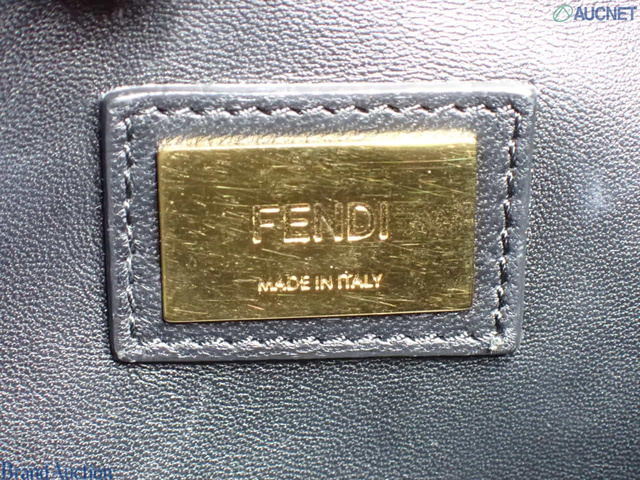 AUCNET
FENDI
MADE IN ITALY
Brand Auction